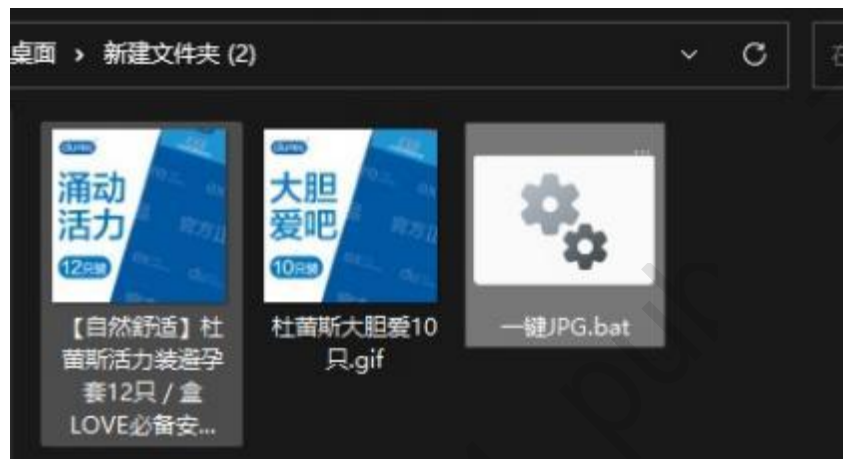 桌面 › 新建文件夹 (2)
在
durex
涌动
活力
12只装
durex
大胆
爱吧
10只装
【自然舒适】杜
蕾斯活力装避孕
套12只 / 盒
LOVE必备安...
杜蕾斯大胆爱10
只.gif
一键JPG.bat